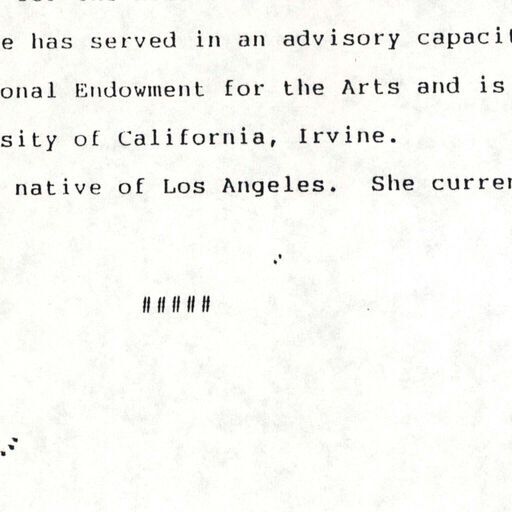 e has served in an advisory capacit
onal Endowment for the Arts and is
sity of California, Irvine.
native of Los Angeles. She curren
#####